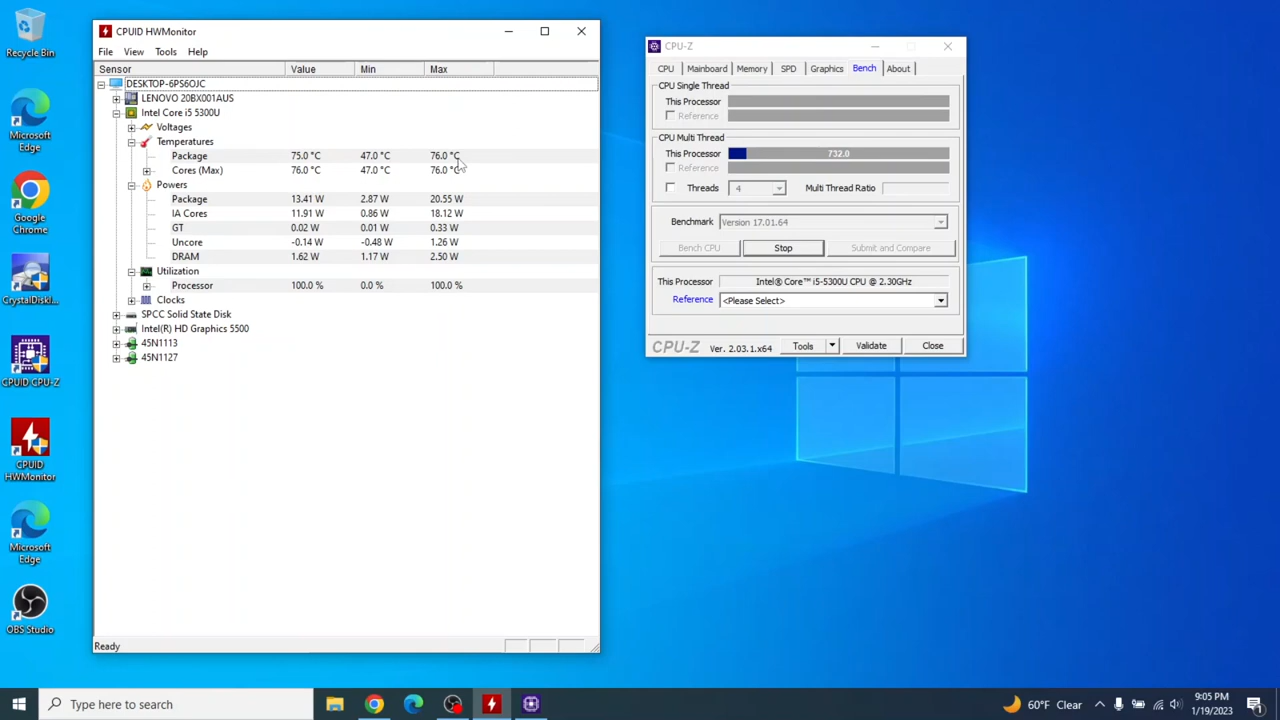 Recycle Bin
Microsoft
Edge
Google
Chrome
CrystalDiskI...
CPUID CPU-Z
CPUID
HWMonitor
Microsoft
Edge
OBS Studio
CPUID HWMonitor
File View Tools Help
Sensor Value Min Max
DESKTOP-6PS6OJC
LENOVO 20BX001AUS
Intel Core i5 5300U
Voltages
Temperatures
Package 75.0 °C 47.0 °C 76.0 °C
Cores (Max) 76.0 °C 47.0 °C 76.0 °C
Powers
Package 13.41 W 2.87 W 20.55 W
IA Cores 11.91 W 0.86 W 18.12 W
GT 0.02 W 0.01 W 0.33 W
Uncore -0.14 W -0.48 W 1.26 W
DRAM 1.62 W 1.17 W 2.50 W
Utilization
Processor 100.0 % 0.0 % 100.0 %
Clocks
SPCC Solid State Disk
Intel(R) HD Graphics 5500
45N1113
45N1127
Ready
CPU-Z
CPU Mainboard Memory SPD Graphics Bench About
CPU Single Thread
This Processor
Reference
CPU Multi Thread
This Processor 732.0
Reference
Threads 4 Multi Thread Ratio
Benchmark Version 17.01.64
Bench CPU Stop Submit and Compare
This Processor Intel® Core™ i5-5300U CPU @ 2.30GHz
Reference <Please Select>
CPU-Z Ver. 2.03.1.x64 Tools Validate Close
Type here to search
60°F Clear
9:05 PM
1/19/2023